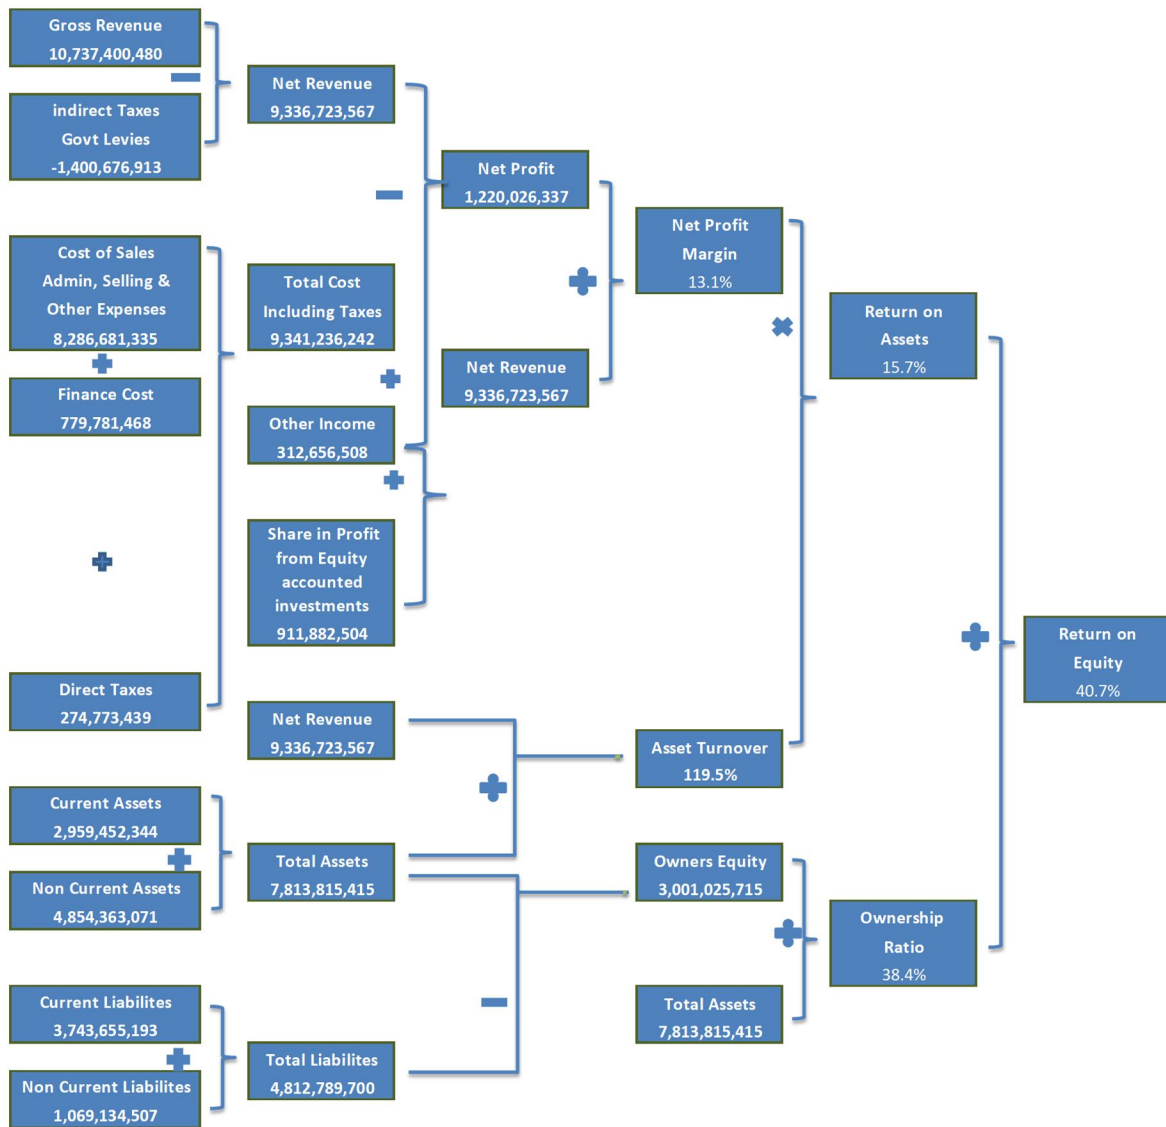 Gross Revenue
10,737,400,480
indirect Taxes
Govt Levies
-1,400,676,913
Net Revenue
9,336,723,567
Net Profit
1,220,026,337
Cost of Sales
Admin, Selling &
Other Expenses
8,286,681,335
Finance Cost
779,781,468
Direct Taxes
274,773,439
Total Cost
Including Taxes
9,341,236,242
Other Income
312,656,508
Share in Profit
from Equity
accounted
investments
911,882,504
Net Revenue
9,336,723,567
Net Profit
Margin
13.1%
Return on
Assets
15.7%
Return on
Equity
40.7%
Net Revenue
9,336,723,567
Asset Turnover
119.5%
Current Assets
2,959,452,344
Non Current Assets
4,854,363,071
Total Assets
7,813,815,415
Owners Equity
3,001,025,715
Ownership
Ratio
38.4%
Total Assets
7,813,815,415
Current Liabilites
3,743,655,193
Non Current Liabilites
1,069,134,507
Total Liabilites
4,812,789,700